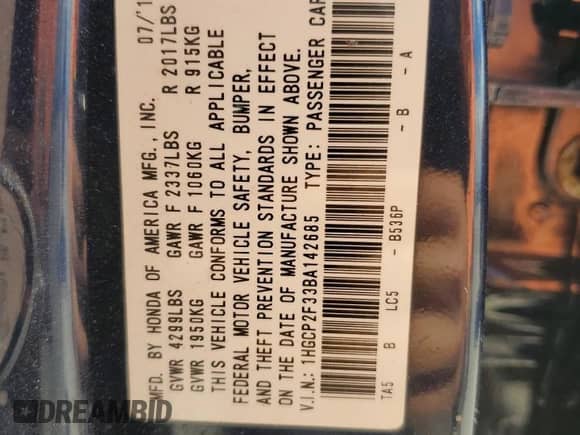 MFD. BY HONDA OF AMERICA MFG., INC. 07/1
GVWR 4299LBS GAWR F 2337LBS R 2017LBS
GVWR 1950KG GAWR F 1060KG R 915KG
THIS VEHICLE CONFORMS TO ALL APPLICABLE
FEDERAL MOTOR VEHICLE SAFETY, BUMPER,
AND THEFT PREVENTION STANDARDS IN EFFECT
ON THE DATE OF MANUFACTURE SHOWN ABOVE.
V.I.N.: 1HGCP2F33BA142685 TYPE: PASSENGER CAR
TA5 B LC5 - B536P - B - A
DREAMBID